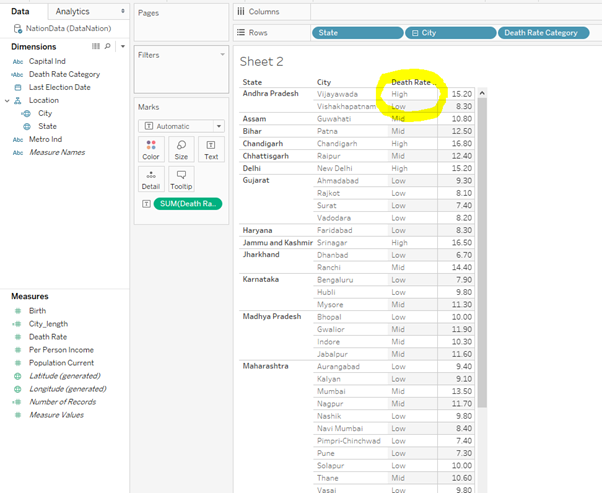 Data Analytics
NationData (DataNation)
Dimensions
Abc Capital Ind
Abc Death Rate Category
Last Election Date
Location
City
State
Abc Metro Ind
Abc Measure Names
Measures
Birth
City_length
Death Rate
Per Person Income
Population Current
Latitude (generated)
Longitude (generated)
Number of Records
Measure Values
Pages
Filters
Marks
Automatic
Color Size Text
Detail Tooltip
SUM(Death Ra..
Columns
Rows State City Death Rate Category
Sheet 2
State City Death Rate ..
Andhra Pradesh Vijayawada High 15.20
Vishakhapatnam Low 8.30
Assam Guwahati Mid 10.80
Bihar Patna Mid 12.50
Chandigarh Chandigarh High 16.80
Chhattisgarh Raipur Mid 12.40
Delhi New Delhi High 15.20
Gujarat Ahmadabad Low 9.30
Rajkot Low 8.10
Surat Low 7.40
Vadodara Low 8.20
Haryana Faridabad Low 8.30
Jammu and Kashmir Srinagar High 16.50
Jharkhand Dhanbad Low 6.70
Ranchi Mid 14.40
Karnataka Bengaluru Low 7.90
Hubli Low 9.80
Mysore Mid 11.30
Madhya Pradesh Bhopal Low 10.00
Gwalior Mid 11.90
Indore Mid 10.30
Jabalpur Mid 11.60
Maharashtra Aurangabad Low 9.40
Kalyan Low 9.10
Mumbai Mid 13.50
Nagpur Mid 11.70
Nashik Low 9.80
Navi Mumbai Low 8.40
Pimpri-Chinchwad Low 7.40
Pune Low 7.30
Solapur Low 10.00
Thane Mid 10.60
Vasai Low 9.80